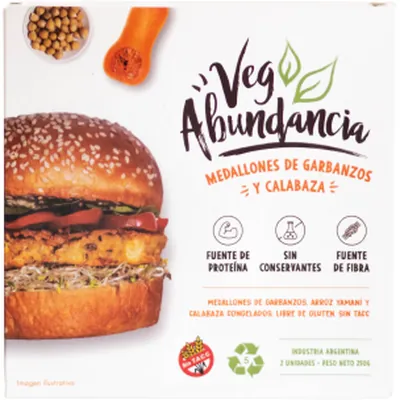 Veg
Abundancia
MEDALLONES DE GARBANZOS
Y CALABAZA
FUENTE DE
PROTEÍNA
SIN
CONSERVANTES
FUENTE
DE FIBRA
MEDALLONES DE GARBANZOS, ARROZ YAMANÍ Y
CALABAZA CONGELADOS. LIBRE DE GLUTEN. SIN TACC
Sin TACC
5
INDUSTRIA ARGENTINA
2 UNIDADES - PESO NETO 250G
Imagen Ilustrativa